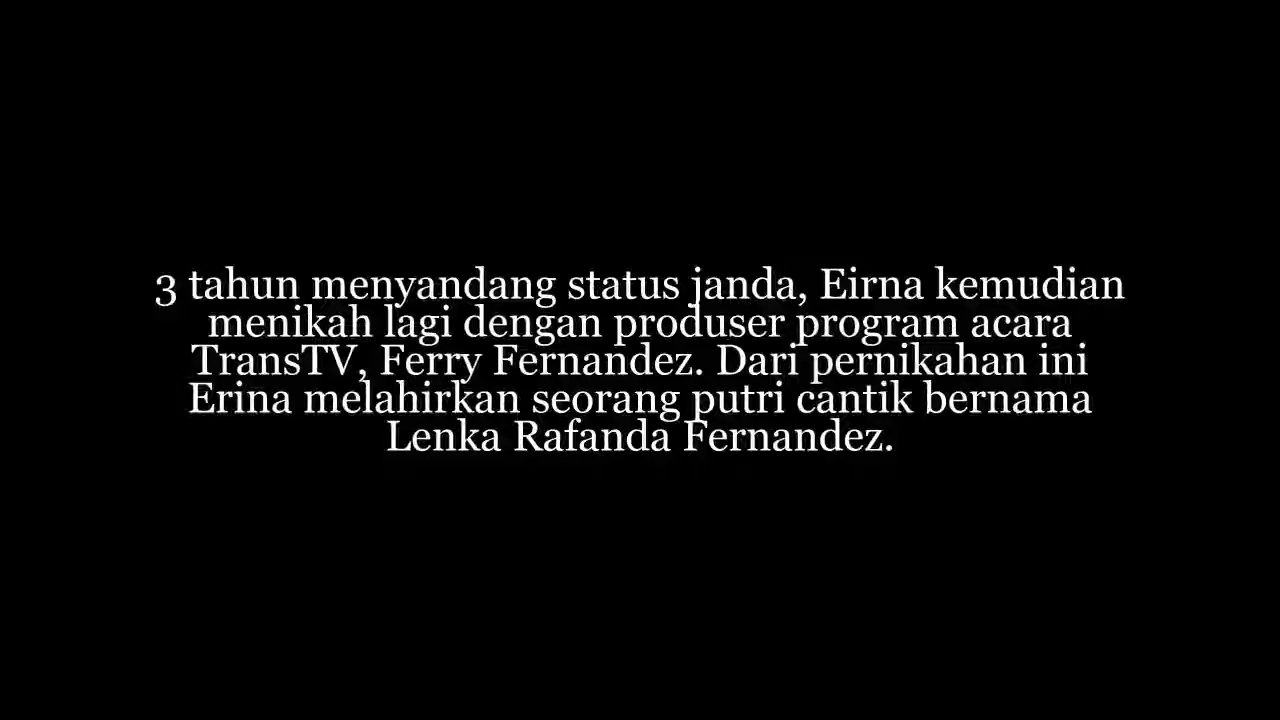 3 tahun menyandang status janda, Eirna kemudian
menikah lagi dengan produser program acara
TransTV, Ferry Fernandez. Dari pernikahan ini
Erina melahirkan seorang putri cantik bernama
Lenka Rafanda Fernandez.